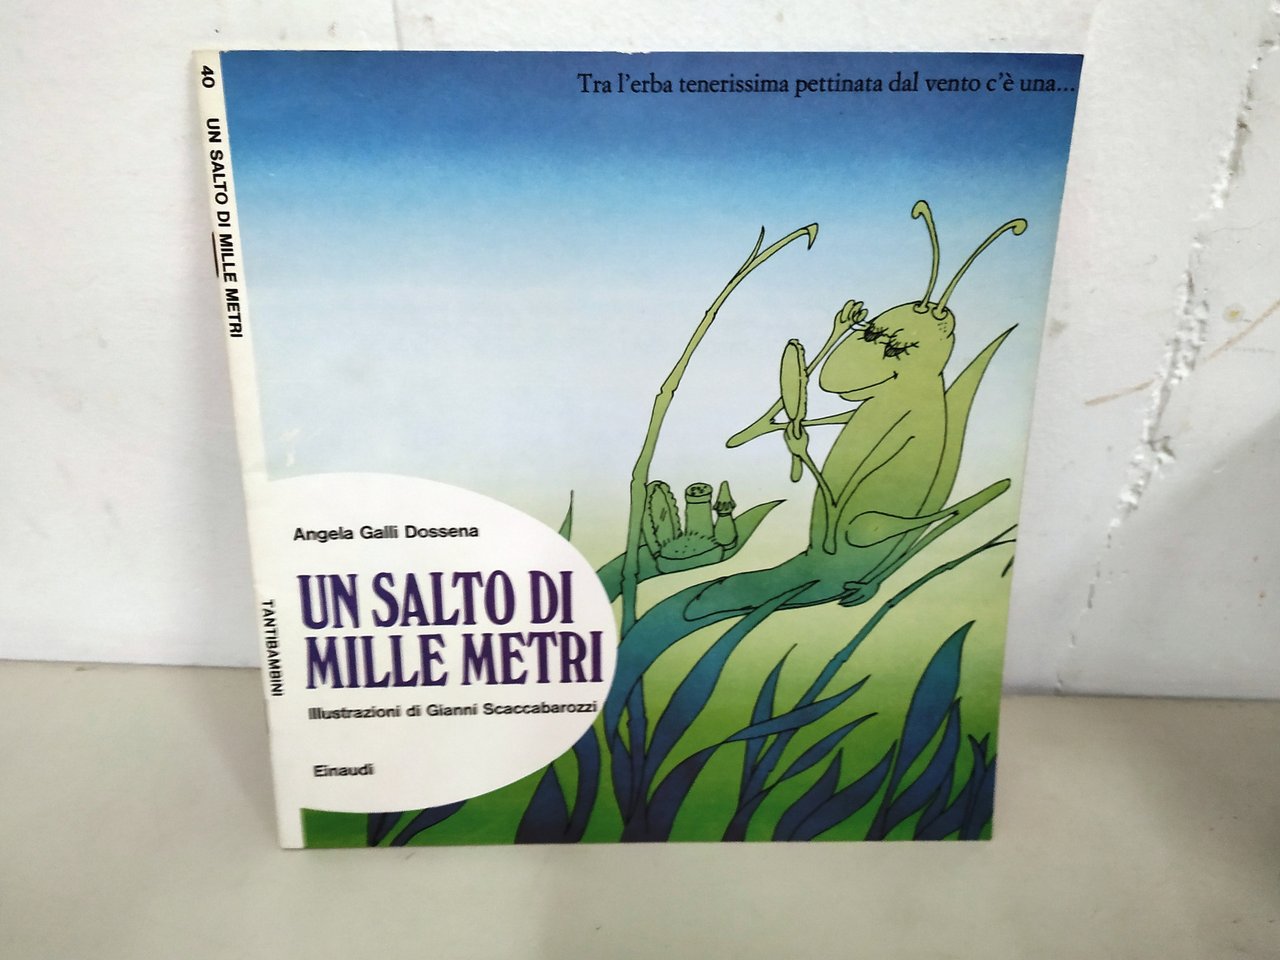 40 UN SALTO DI MILLE METRI
TANTIBAMBINI
Tra l'erba tenerissima pettinata dal vento c'è una...
Angela Galli Dossena
UN SALTO DI
MILLE METRI
Illustrazioni di Gianni Scaccabarozzi
Einaudi